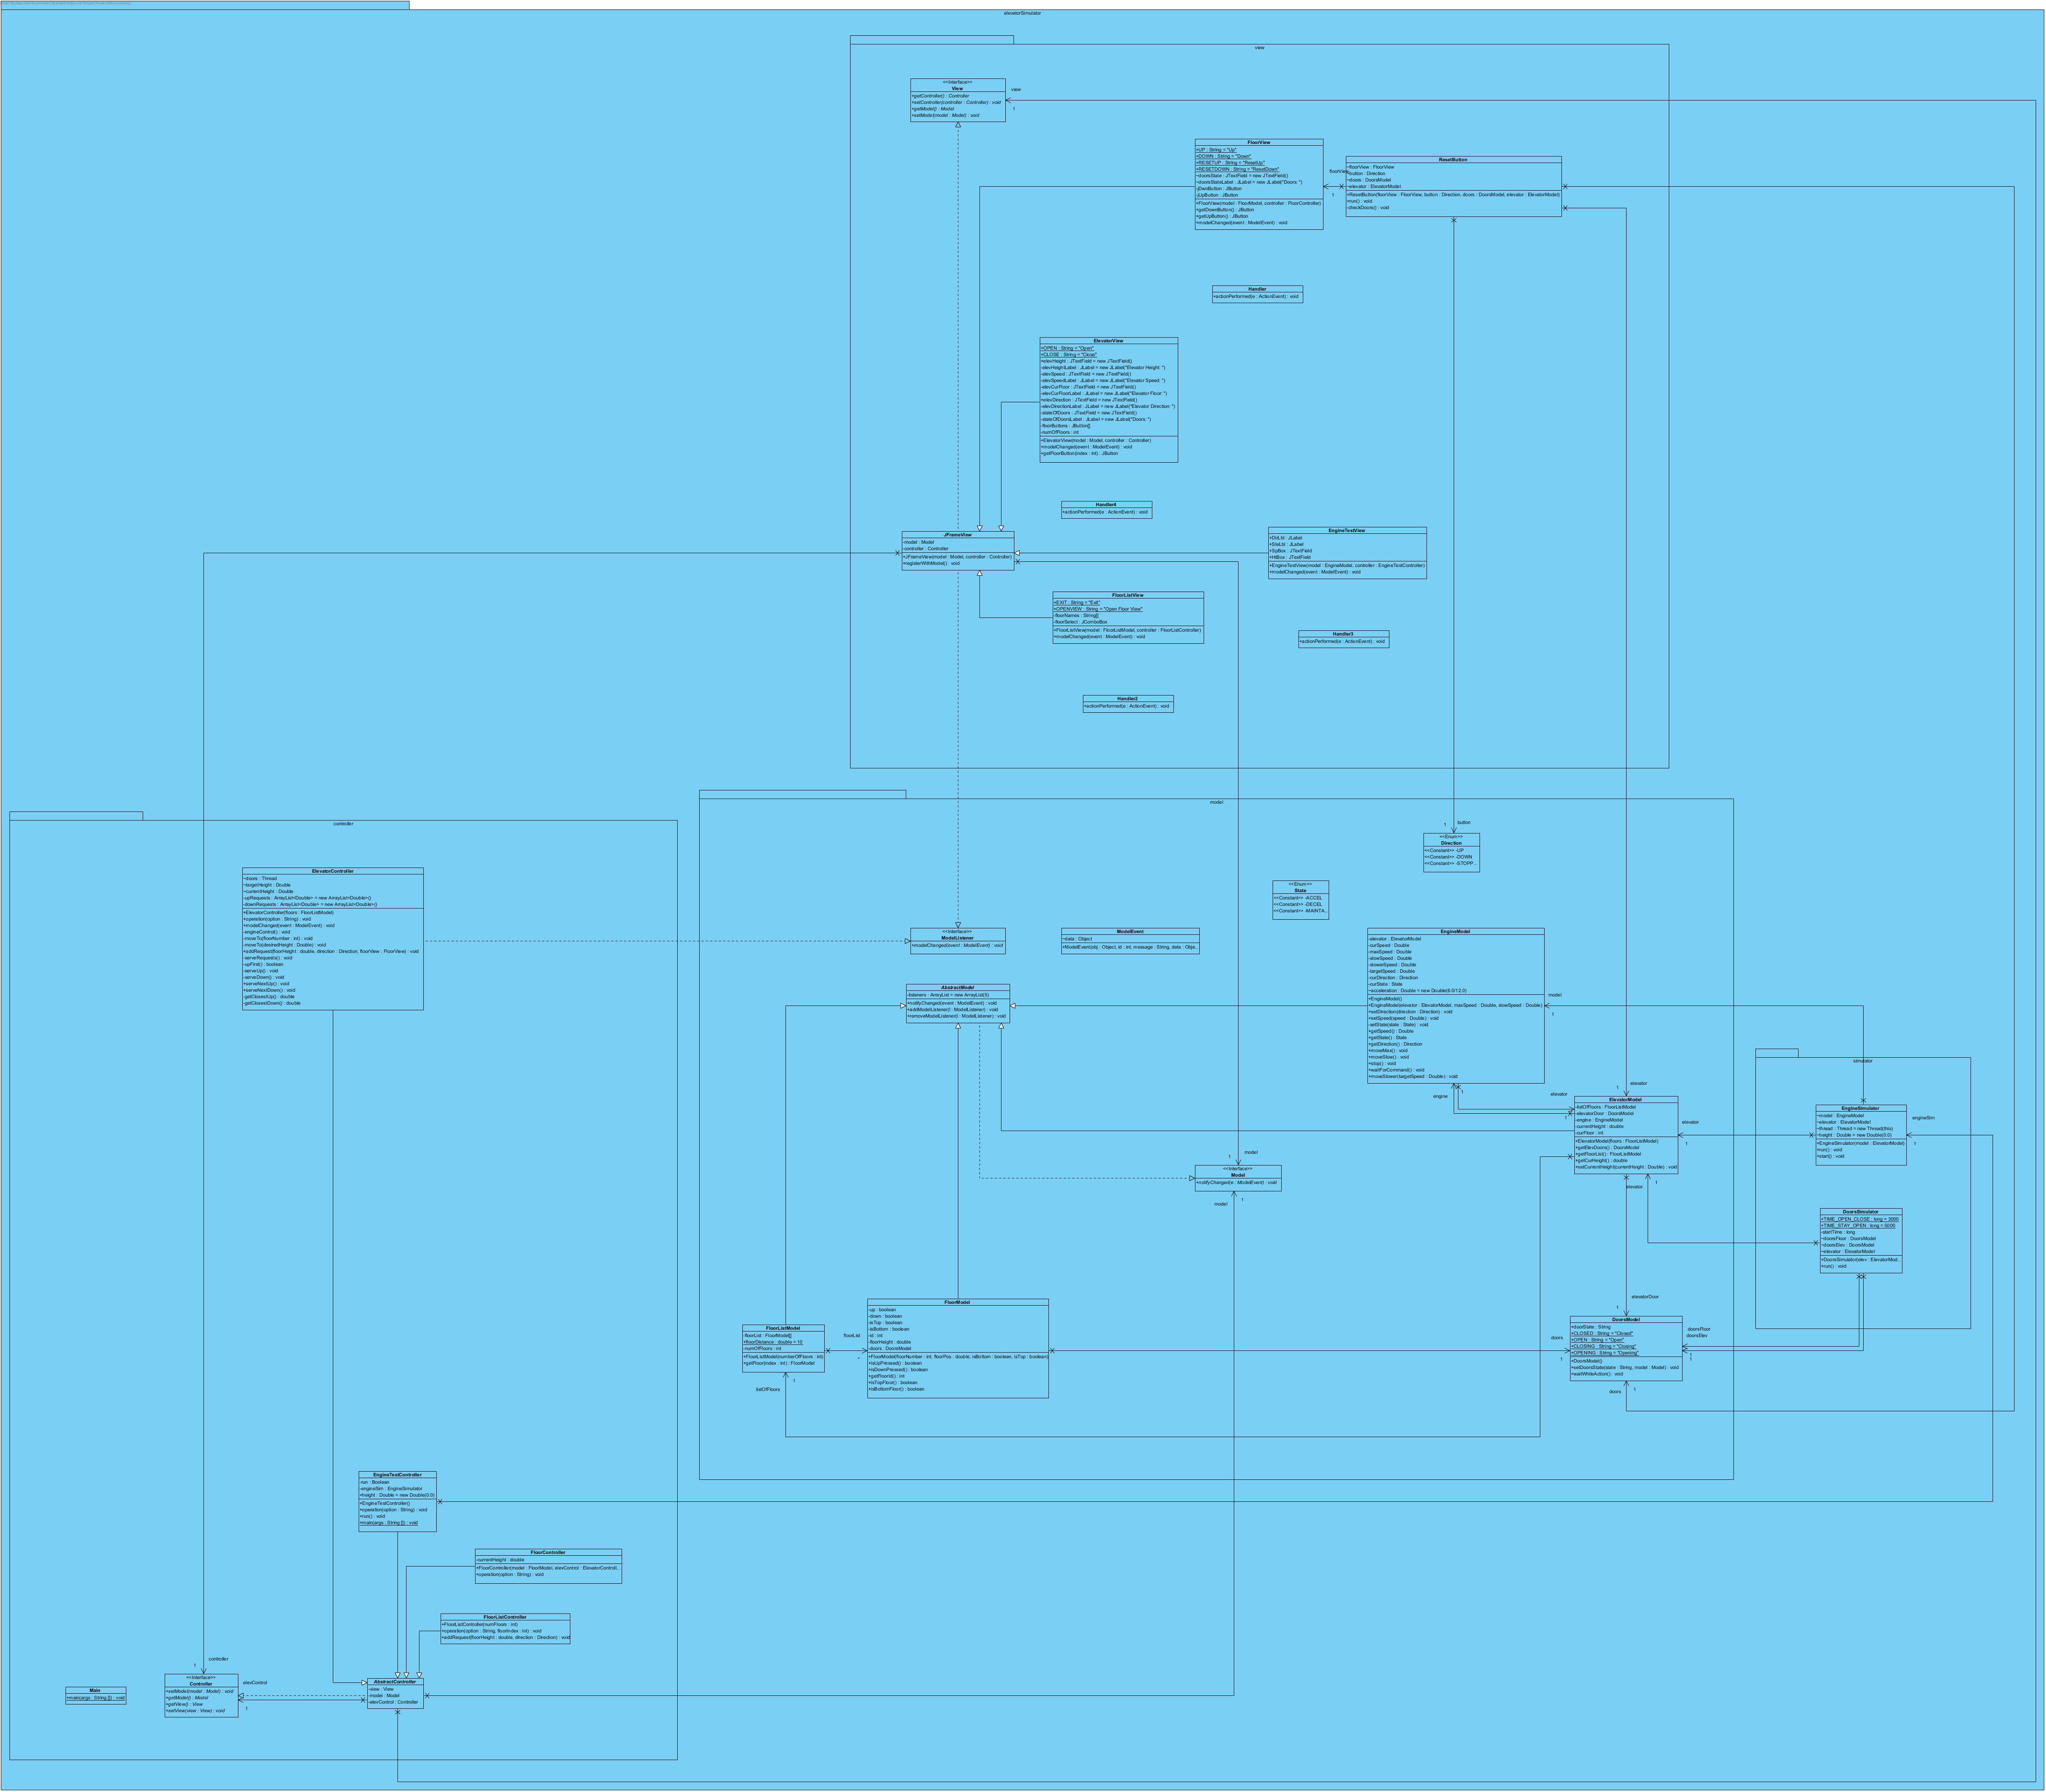 elevatorSimulator
view
<<Interface>>
View
+getController() : Controller
+setController(controller : Controller) : void
+getModel() : Model
+setModel(model : Model) : void
view
1
FloorView
+UP : String = "Up"
+DOWN : String = "Down"
+RESETUP : String = "ResetUp"
+RESETDOWN : String = "ResetDown"
~doorsState : JTextField = new JTextField()
~doorsStateLabel : JLabel = new JLabel("Doors: ")
-jDwnButton : JButton
-jUpButton : JButton
+FloorView(model : FloorModel, controller : FloorController)
+getDownButton() : JButton
+getUpButton() : JButton
+modelChanged(event : ModelEvent) : void
floorView
1
ResetButton
~floorView : FloorView
~button : Direction
~doors : DoorsModel
~elevator : ElevatorModel
+ResetButton(floorView : FloorView, button : Direction, doors : DoorsModel, elevator : ElevatorModel)
+run() : void
-checkDoors() : void
Handler
+actionPerformed(e : ActionEvent) : void
ElevatorView
+OPEN : String = "Open"
+CLOSE : String = "Close"
+elevHeight : JTextField = new JTextField()
-elevHeightLabel : JLabel = new JLabel("Elevator Height: ")
-elevSpeed : JTextField = new JTextField()
-elevSpeedLabel : JLabel = new JLabel("Elevator Speed: ")
-elevCurFloor : JTextField = new JTextField()
-elevCurFloorLabel : JLabel = new JLabel("Elevator Floor: ")
+elevDirection : JTextField = new JTextField()
-elevDirectionLabel : JLabel = new JLabel("Elevator Direction: ")
-stateOfDoors : JTextField = new JTextField()
-stateOfDoorsLabel : JLabel = new JLabel("Doors: ")
-floorButtons : JButton[]
-numOfFloors : int
+ElevatorView(model : Model, controller : Controller)
+modelChanged(event : ModelEvent) : void
+getFloorButton(index : int) : JButton
Handler4
+actionPerformed(e : ActionEvent) : void
JFrameView
-model : Model
-controller : Controller
+JFrameView(model : Model, controller : Controller)
+registerWithModel() : void
EngineTestView
+DirLbl : JLabel
+SteLbl : JLabel
+SpBox : JTextField
+HtBox : JTextField
+EngineTestView(model : EngineModel, controller : EngineTestController)
+modelChanged(event : ModelEvent) : void
FloorListView
+EXIT : String = "Exit"
+OPENVIEW : String = "Open Floor View"
-floorNames : String[]
-floorSelect : JComboBox
+FloorListView(model : FloorListModel, controller : FloorListController)
+modelChanged(event : ModelEvent) : void
Handler3
+actionPerformed(e : ActionEvent) : void
Handler2
+actionPerformed(e : ActionEvent) : void
model
controller
button
1
<<Enum>>
Direction
<<Constant>> -UP
<<Constant>> -DOWN
<<Constant>> -STOPP...
<<Enum>>
State
<<Constant>> -ACCEL
<<Constant>> -DECEL
<<Constant>> -MAINTA...
ElevatorController
~doors : Thread
~targetHeight : Double
~currentHeight : Double
-upRequests : ArrayList<Double> = new ArrayList<Double>()
-downRequests : ArrayList<Double> = new ArrayList<Double>()
+ElevatorController(floors : FloorListModel)
+operation(option : String) : void
+modelChanged(event : ModelEvent) : void
-engineControl() : void
-moveTo(floorNumber : int) : void
-moveTo(desiredHeight : Double) : void
+addRequest(floorHeight : double, direction : Direction, floorView : FloorView) : void
-serveRequests() : void
-upFirst() : boolean
-serveUp() : void
-serveDown() : void
+serveNextUp() : void
+serveNextDown() : void
-getClosestUp() : double
-getClosestDown() : double
<<Interface>>
ModelListener
+modelChanged(event : ModelEvent) : void
ModelEvent
~data : Object
+ModelEvent(obj : Object, id : int, message : String, data : Obje...
EngineModel
-elevator : ElevatorModel
-curSpeed : Double
-maxSpeed : Double
-slowSpeed : Double
-slowerSpeed : Double
-targetSpeed : Double
-curDirection : Direction
-curState : State
~acceleration : Double = new Double(6.0/12.0)
+EngineModel()
+EngineModel(elevator : ElevatorModel, maxSpeed : Double, slowSpeed : Double)
+setDirection(direction : Direction) : void
+setSpeed(speed : Double) : void
-setState(state : State) : void
+getSpeed() : Double
+getState() : State
+getDirection() : Direction
+moveMax() : void
+moveSlow() : void
+stop() : void
+waitForCommand() : void
+moveSlower(targetSpeed : Double) : void
model
1
AbstractModel
-listeners : ArrayList = new ArrayList(5)
+notifyChanged(event : ModelEvent) : void
+addModelListener(l : ModelListener) : void
+removeModelListener(l : ModelListener) : void
simulator
engine
1
elevator
1
1
elevator
ElevatorModel
-listOfFloors : FloorListModel
-elevatorDoor : DoorsModel
-engine : EngineModel
-currentHeight : double
-curFloor : int
+ElevatorModel(floors : FloorListModel)
+getElevDoors() : DoorsModel
+getFloorList() : FloorListModel
+getCurHeight() : double
+setCurrentHeight(currentHeight : Double) : void
elevator
1
EngineSimulator
~model : EngineModel
~elevator : ElevatorModel
~thread : Thread = new Thread(this)
~height : Double = new Double(0.0)
+EngineSimulator(model : ElevatorModel)
+run() : void
+start() : void
engineSim
1
model
1
<<Interface>>
Model
+notifyChanged(e : ModelEvent) : void
model
1
elevator
1
DoorsSimulator
+TIME_OPEN_CLOSE : long = 3000
+TIME_STAY_OPEN : long = 5000
-startTime : long
~doorsFloor : DoorsModel
~doorsElev : DoorsModel
~elevator : ElevatorModel
+DoorsSimulator(elev : ElevatorMod...
+run() : void
elevatorDoor
1
DoorsModel
+doorState : String
+CLOSED : String = "Closed"
+OPEN : String = "Open"
+CLOSING : String = "Closing"
+OPENING : String = "Opening"
+DoorsModel()
+setDoorsState(state : String, model : Model) : void
+waitWhileAction() : void
doorsFloor
doorsElev
1
1
doors
1
doors
1
FloorListModel
-floorList : FloorModel[]
+floorDistance : double = 10
-numOfFloors : int
+FloorListModel(numberOfFloors : int)
+getFloor(index : int) : FloorModel
floorList
*
listOfFloors
1
FloorModel
-up : boolean
-down : boolean
-isTop : boolean
-isBottom : boolean
-id : int
-floorHeight : double
-doors : DoorsModel
+FloorModel(floorNumber : int, floorPos : double, isBottom : boolean, isTop : boolean)
+isUpPressed() : boolean
+isDownPressed() : boolean
+getFloorId() : int
+isTopFloor() : boolean
+isBottomFloor() : boolean
EngineTestController
-run : Boolean
-engineSim : EngineSimulator
+height : Double = new Double(0.0)
+EngineTestController()
+operation(option : String) : void
+run() : void
+main(args : String []) : void
FloorController
-currentHeight : double
+FloorController(model : FloorModel, elevControl : ElevatorControll...
+operation(option : String) : void
FloorListController
+FloorListController(numFloors : int)
+operation(option : String, floorIndex : int) : void
+addRequest(floorHeight : double, direction : Direction) : void
controller
1
Main
+main(args : String []) : void
<<Interface>>
Controller
+setModel(model : Model) : void
+getModel() : Model
+getView() : View
+setView(view : View) : void
elevControl
1
AbstractController
-view : View
-model : Model
-elevControl : Controller